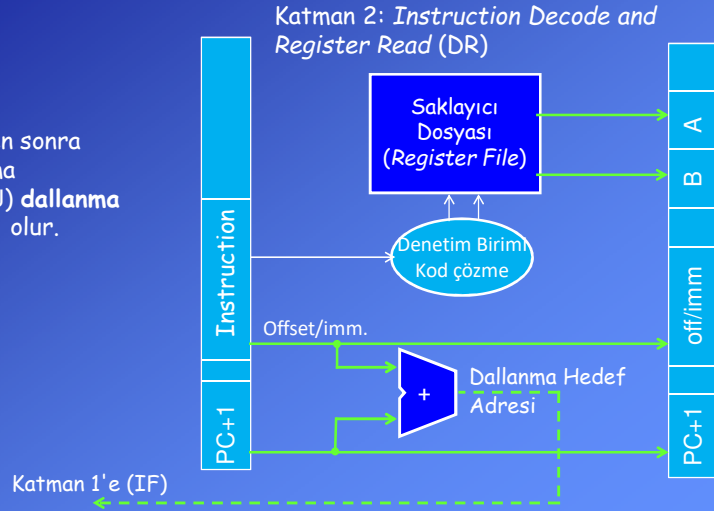 Katman 2: Instruction Decode and
Register Read (DR)
n sonra
dallanma
olur.
Saklayıcı
Dosyası
(Register File)
Denetim Birimi
Kod çözme
Instruction
Offset/imm.
PC+1
+
Dallanma Hedef
Adresi
Katman 1'e (IF)
A
B
off/imm
PC+1